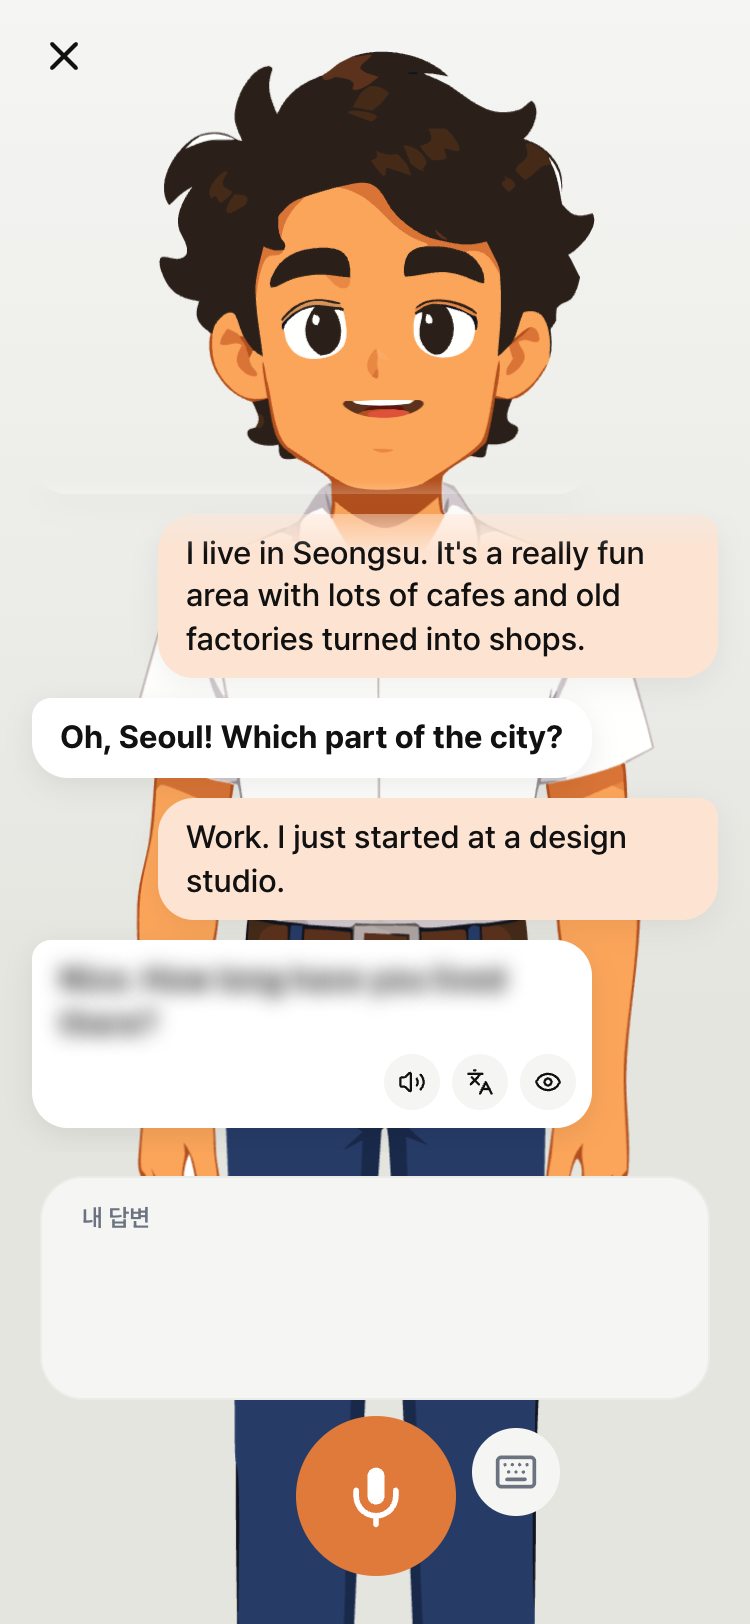 I live in Seongsu. It's a really fun
area with lots of cafes and old
factories turned into shops.
Oh, Seoul! Which part of the city?
Work. I just started at a design
studio.
내 답변